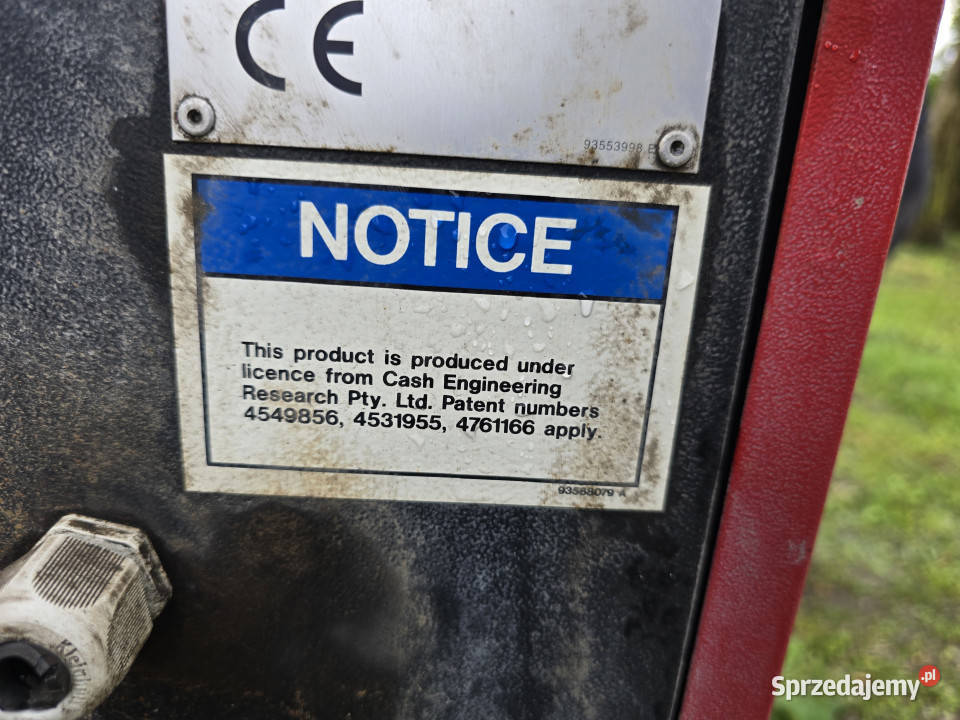 CE
93553998
NOTICE
This product is produced under
licence from Cash Engineering
Research Pty. Ltd. Patent numbers
4549856, 4531955, 4761166 apply.
93588079 A
Sprzedajemy.pl